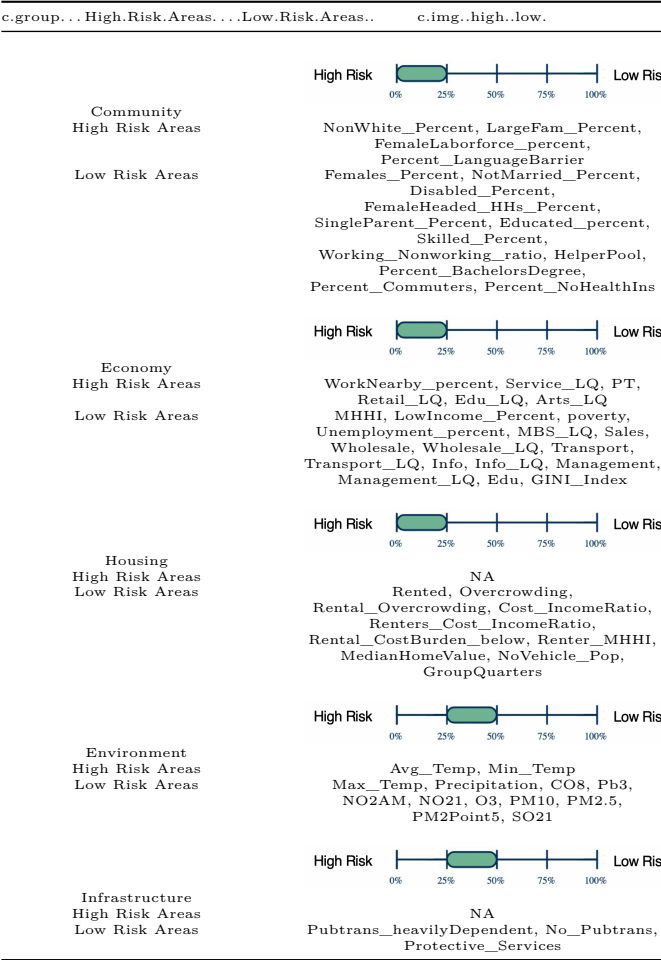 c.group...High.Risk.Areas....Low.Risk.Areas.. c.img..high..low.
High Risk Low Ris
0% 25% 50% 75% 100%
Community
High Risk Areas NonWhite_Percent, LargeFam_Percent,
FemaleLaborforce_percent,
Percent_LanguageBarrier
Low Risk Areas Females_Percent, NotMarried_Percent,
Disabled_Percent,
FemaleHeaded_HHs_Percent,
SingleParent_Percent, Educated_percent,
Skilled_Percent,
Working_Nonworking_ratio, HelperPool,
Percent_BachelorsDegree,
Percent_Commuters, Percent_NoHealthIns
High Risk Low Ris
0% 25% 50% 75% 100%
Economy
High Risk Areas WorkNearby_percent, Service_LQ, PT,
Retail_LQ, Edu_LQ, Arts_LQ
Low Risk Areas MHHI, LowIncome_Percent, poverty,
Unemployment_percent, MBS_LQ, Sales,
Wholesale, Wholesale_LQ, Transport,
Transport_LQ, Info, Info_LQ, Management,
Management_LQ, Edu, GINI_Index
High Risk Low Ris
0% 25% 50% 75% 100%
Housing
High Risk Areas NA
Low Risk Areas Rented, Overcrowding,
Rental_Overcrowding, Cost_IncomeRatio,
Renters_Cost_IncomeRatio,
Rental_CostBurden_below, Renter_MHHI,
MedianHomeValue, NoVehicle_Pop,
GroupQuarters
High Risk Low Ris
0% 25% 50% 75% 100%
Environment
High Risk Areas Avg_Temp, Min_Temp
Low Risk Areas Max_Temp, Precipitation, CO8, Pb3,
NO2AM, NO21, O3, PM10, PM2.5,
PM2Point5, SO21
High Risk Low Ris
0% 25% 50% 75% 100%
Infrastructure
High Risk Areas NA
Low Risk Areas Pubtrans_heavilyDependent, No_Pubtrans,
Protective_Services